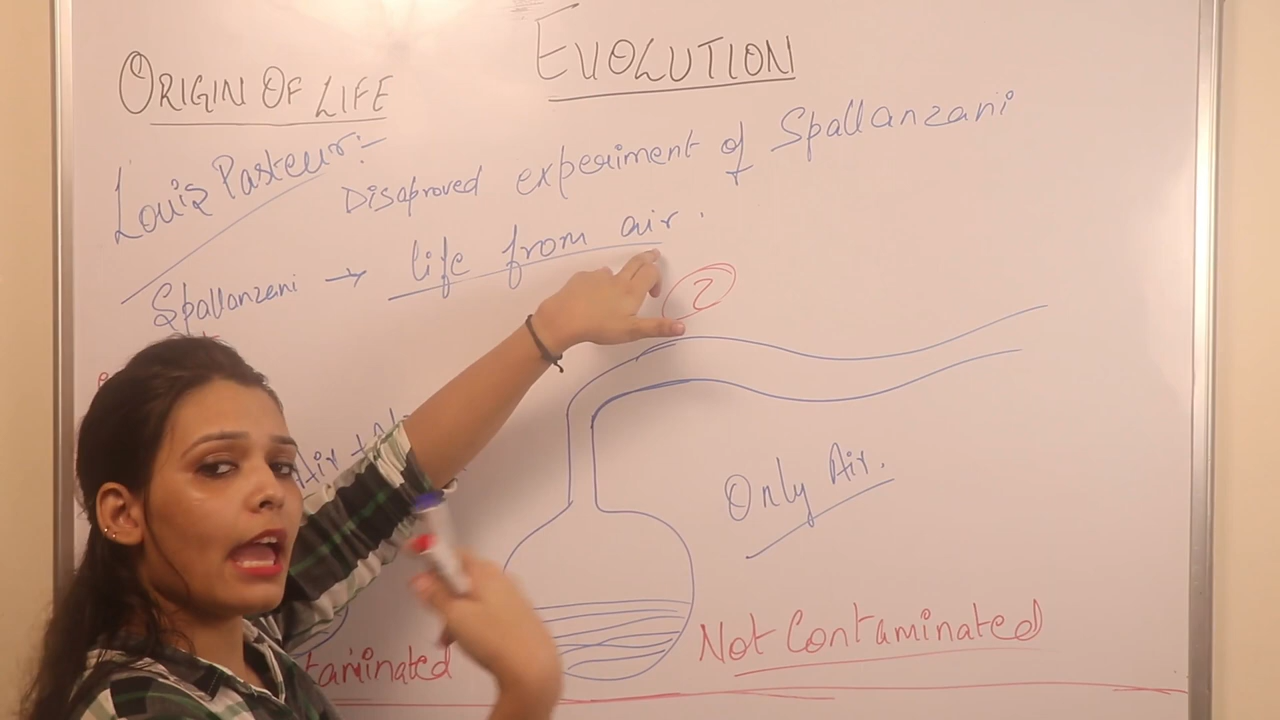 ORIGIN OF LIFE
EVOLUTION
Louis Pasteur:-
Disaproved experiment of Spallanzani
Spallanzani → life from air.
2
Air +
Only Air.
Not Contaminated